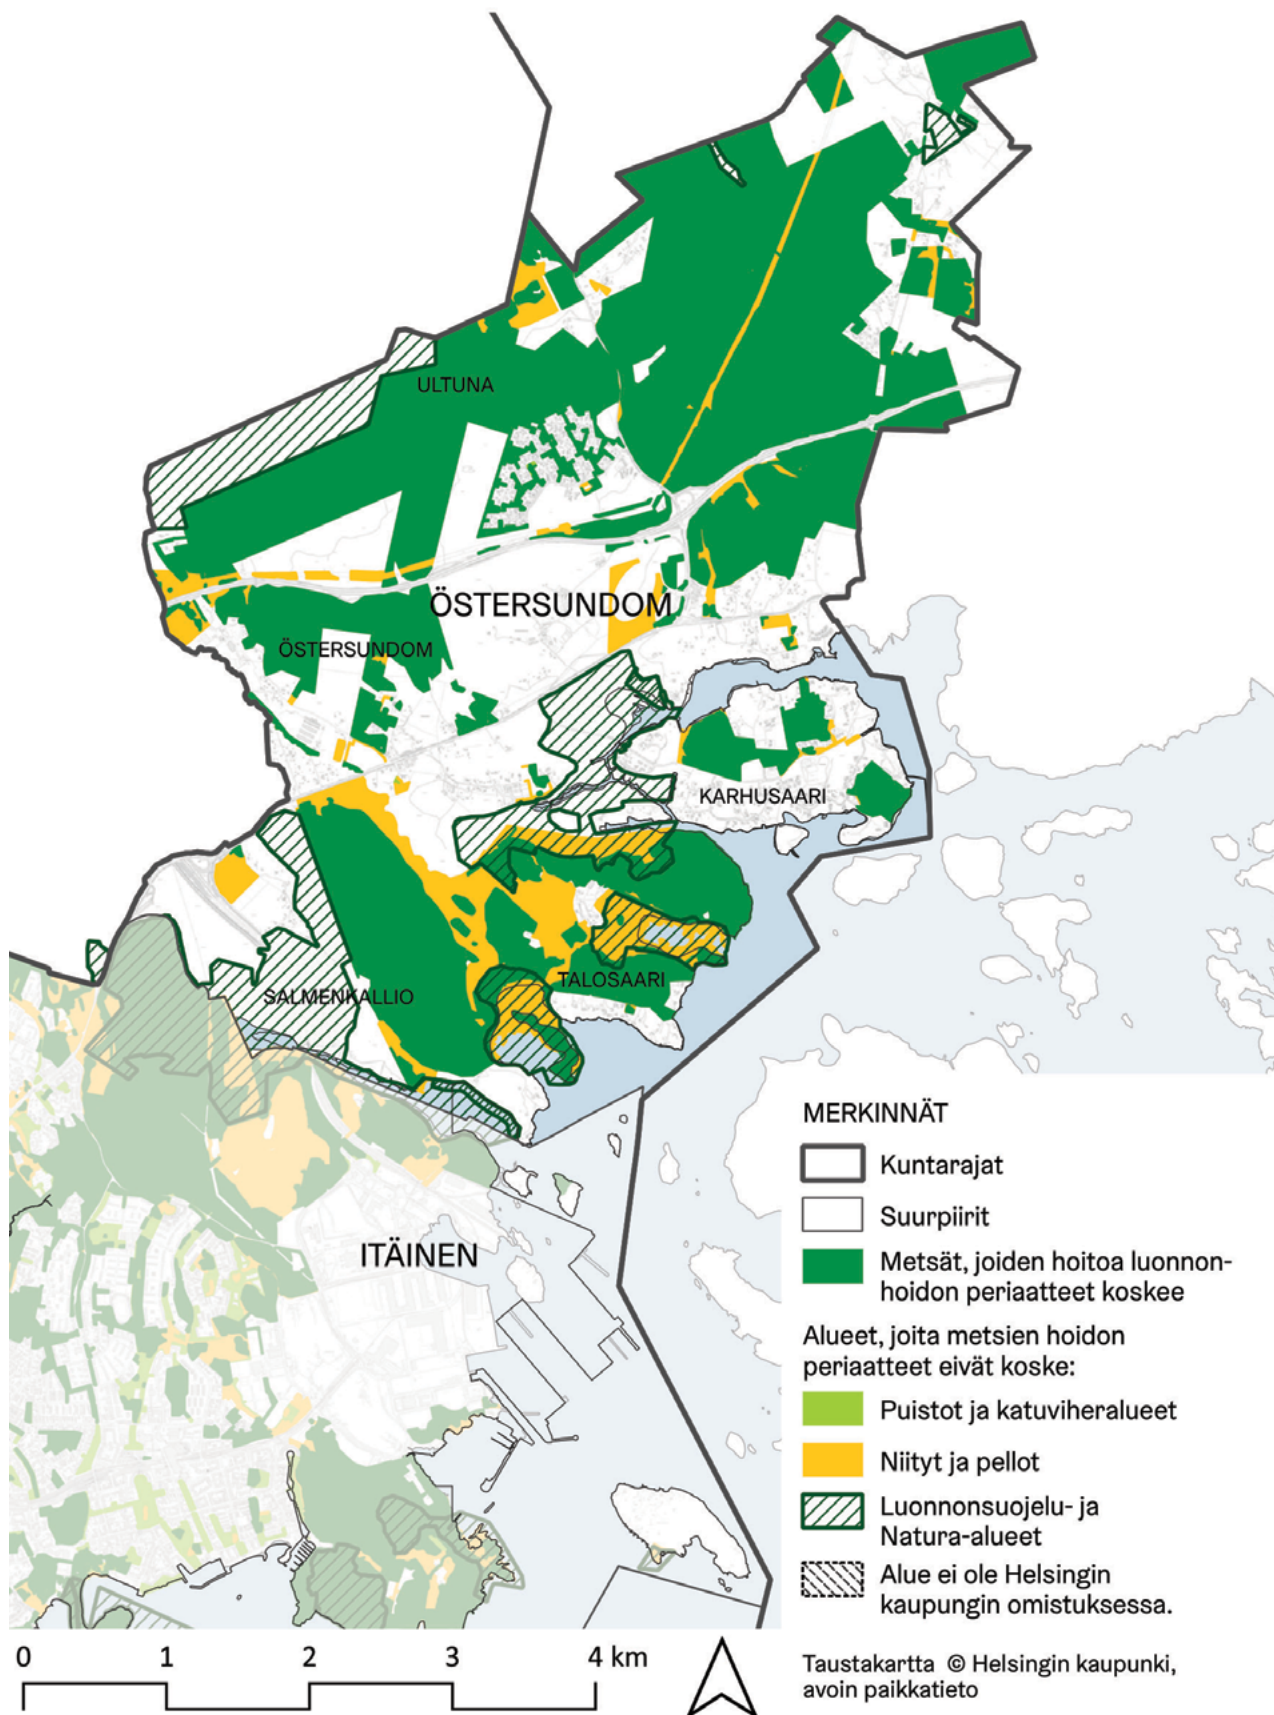 ULTUNA
ÖSTERSUNDOM
ÖSTERSUNDOM
KARHUSAARI
TALOSAARI
SALMENKALLIO
ITÄINEN
MERKINNÄT
Kuntarajat
Suurpiirit
Metsät, joiden hoitoa luonnon-
hoidon periaatteet koskee
Alueet, joita metsien hoidon
periaatteet eivät koske:
Puistot ja katuviheralueet
Niityt ja pellot
Luonnonsuojelu- ja
Natura-alueet
Alue ei ole Helsingin
kaupungin omistuksessa.
Taustakartta © Helsingin kaupunki,
avoin paikkatieto
0 1 2 3 4 km